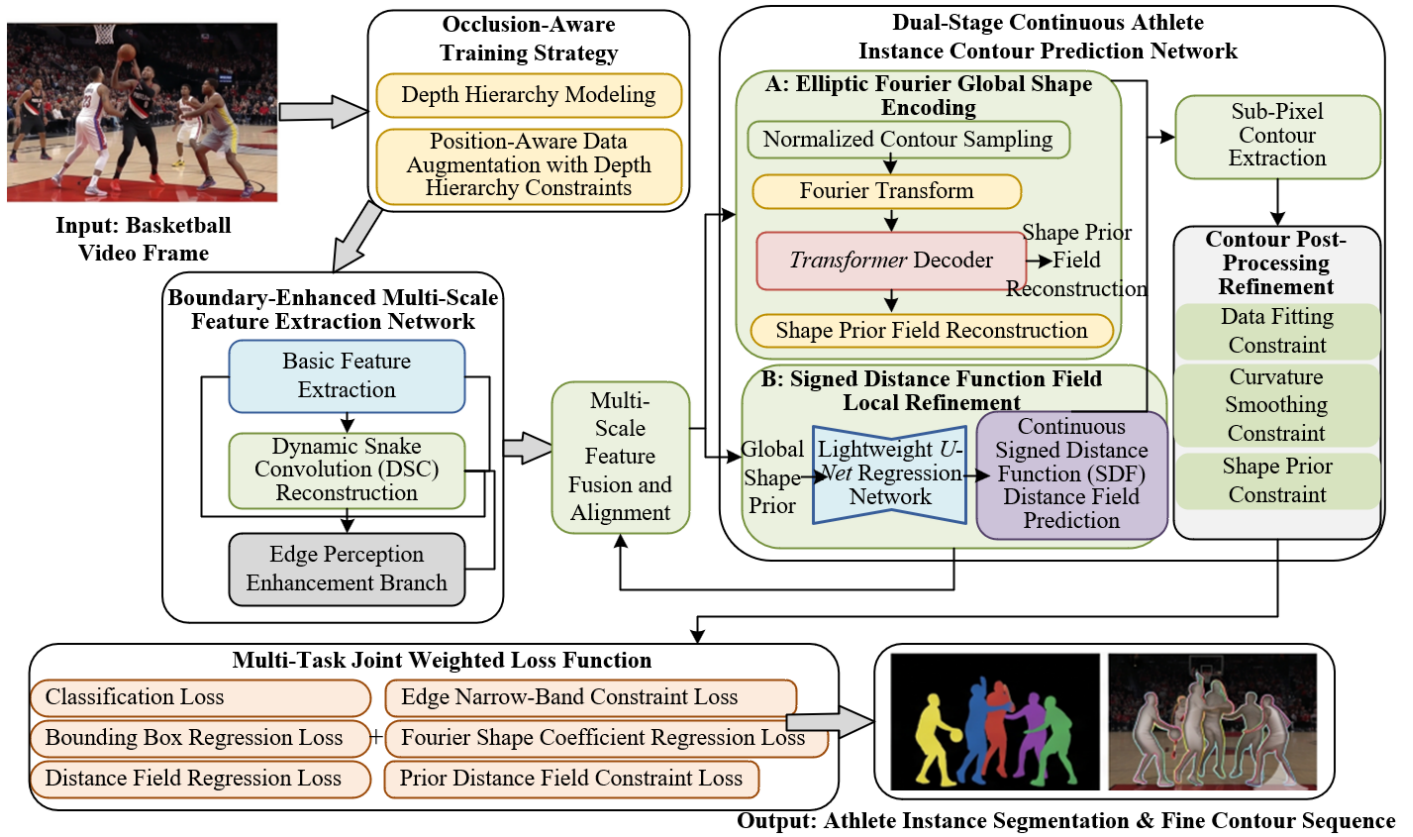 Occlusion-Aware
Training Strategy
Depth Hierarchy Modeling
Position-Aware Data
Augmentation with Depth
Hierarchy Constraints
Input: Basketball
Video Frame
Boundary-Enhanced Multi-Scale
Feature Extraction Network
Basic Feature
Extraction
Dynamic Snake
Convolution (DSC)
Reconstruction
Edge Perception
Enhancement Branch
Multi-
Scale
Feature
Fusion and
Alignment
Dual-Stage Continuous Athlete
Instance Contour Prediction Network
A: Elliptic Fourier Global Shape
Encoding
Normalized Contour Sampling
Fourier Transform
Transformer Decoder
Shape Prior
Field
Reconstruction
Shape Prior Field Reconstruction
B: Signed Distance Function Field
Local Refinement
Global
Shape
Prior
Lightweight U-
Net Regression
Network
Continuous
Signed Distance
Function (SDF)
Distance Field
Prediction
Sub-Pixel
Contour
Extraction
Contour Post-
Processing
Refinement
Data Fitting
Constraint
Curvature
Smoothing
Constraint
Shape Prior
Constraint
Multi-Task Joint Weighted Loss Function
Classification Loss
Edge Narrow-Band Constraint Loss
Bounding Box Regression Loss
+
Fourier Shape Coefficient Regression Loss
Distance Field Regression Loss
Prior Distance Field Constraint Loss
Output: Athlete Instance Segmentation & Fine Contour Sequence